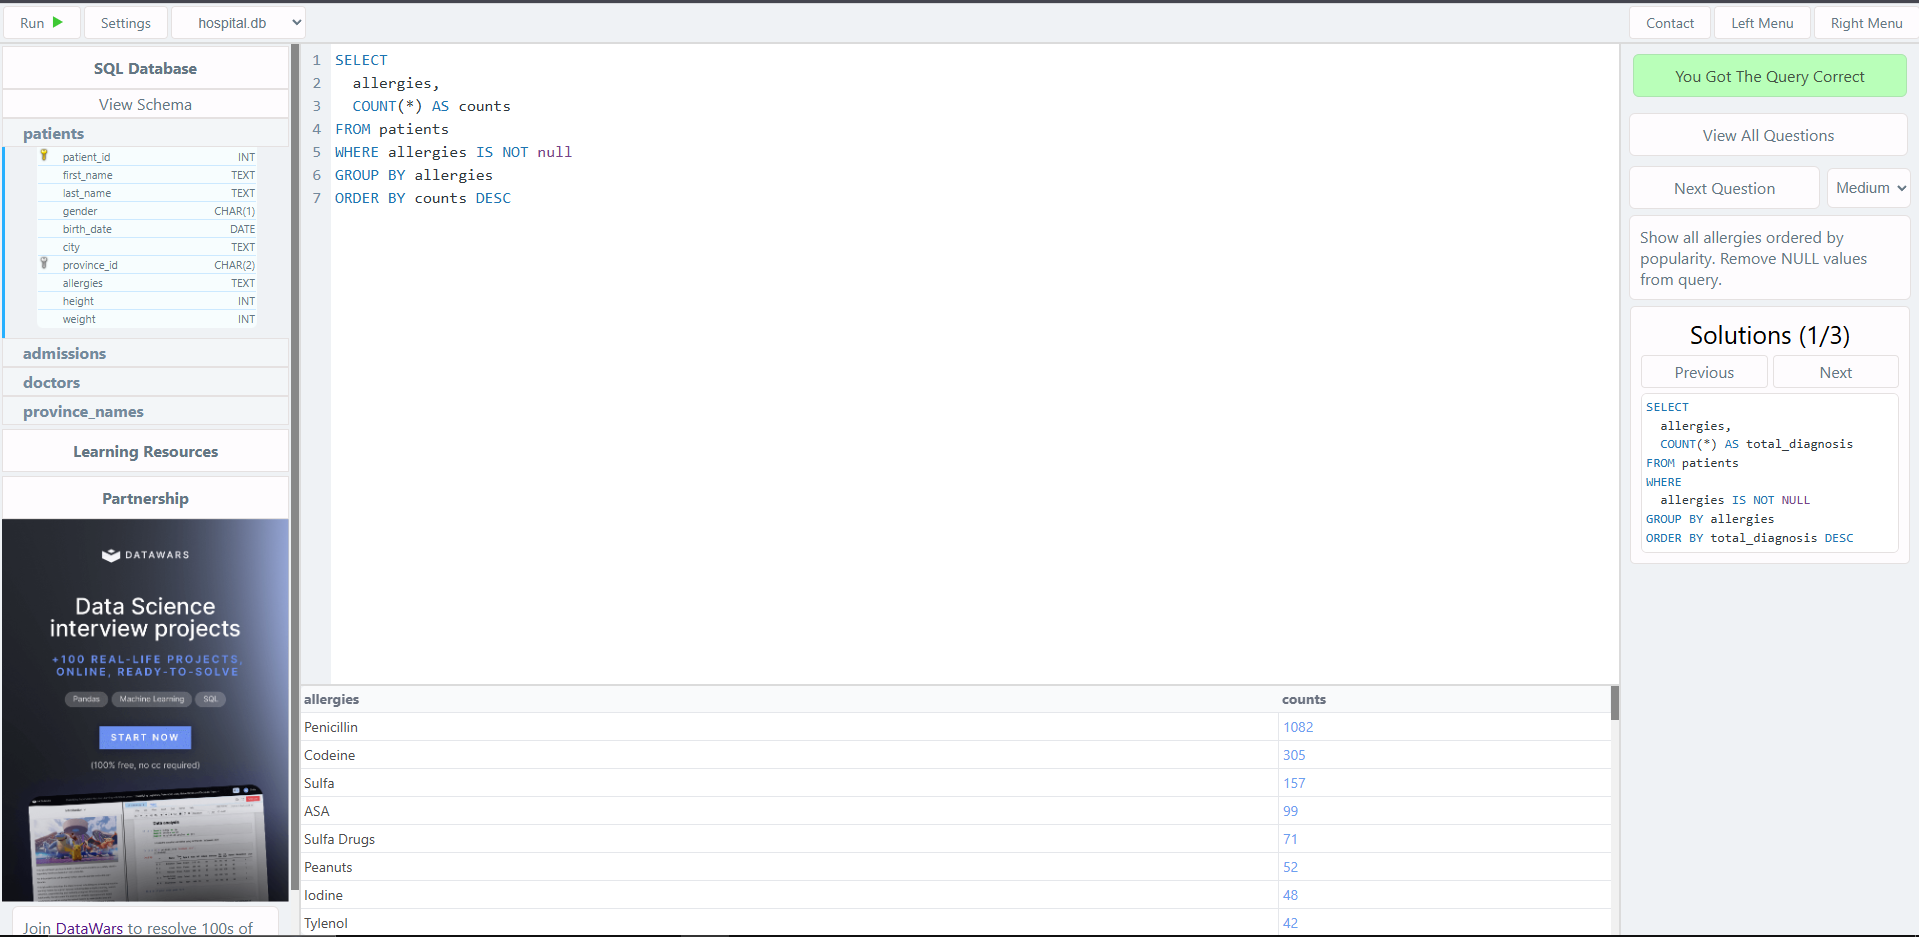 Run
Settings
hospital.db
Contact
Left Menu
Right Menu
SQL Database
View Schema
patients
patient_id INT
first_name TEXT
last_name TEXT
gender CHAR(1)
birth_date DATE
city TEXT
province_id CHAR(2)
allergies TEXT
height INT
weight INT
admissions
doctors
province_names
Learning Resources
Partnership
DATAWARS
Data Science
interview projects
+100 REAL-LIFE PROJECTS,
ONLINE, READY-TO-SOLVE
Pandas Machine Learning SQL
START NOW
(100% free, no cc required)
Join DataWars to resolve 100s of
1 SELECT
2 allergies,
3 COUNT(*) AS counts
4 FROM patients
5 WHERE allergies IS NOT null
6 GROUP BY allergies
7 ORDER BY counts DESC
allergies counts
Penicillin 1082
Codeine 305
Sulfa 157
ASA 99
Sulfa Drugs 71
Peanuts 52
Iodine 48
Tylenol 42
You Got The Query Correct
View All Questions
Next Question
Medium
Show all allergies ordered by
popularity. Remove NULL values
from query.
Solutions (1/3)
Previous
Next
SELECT
allergies,
COUNT(*) AS total_diagnosis
FROM patients
WHERE
allergies IS NOT NULL
GROUP BY allergies
ORDER BY total_diagnosis DESC